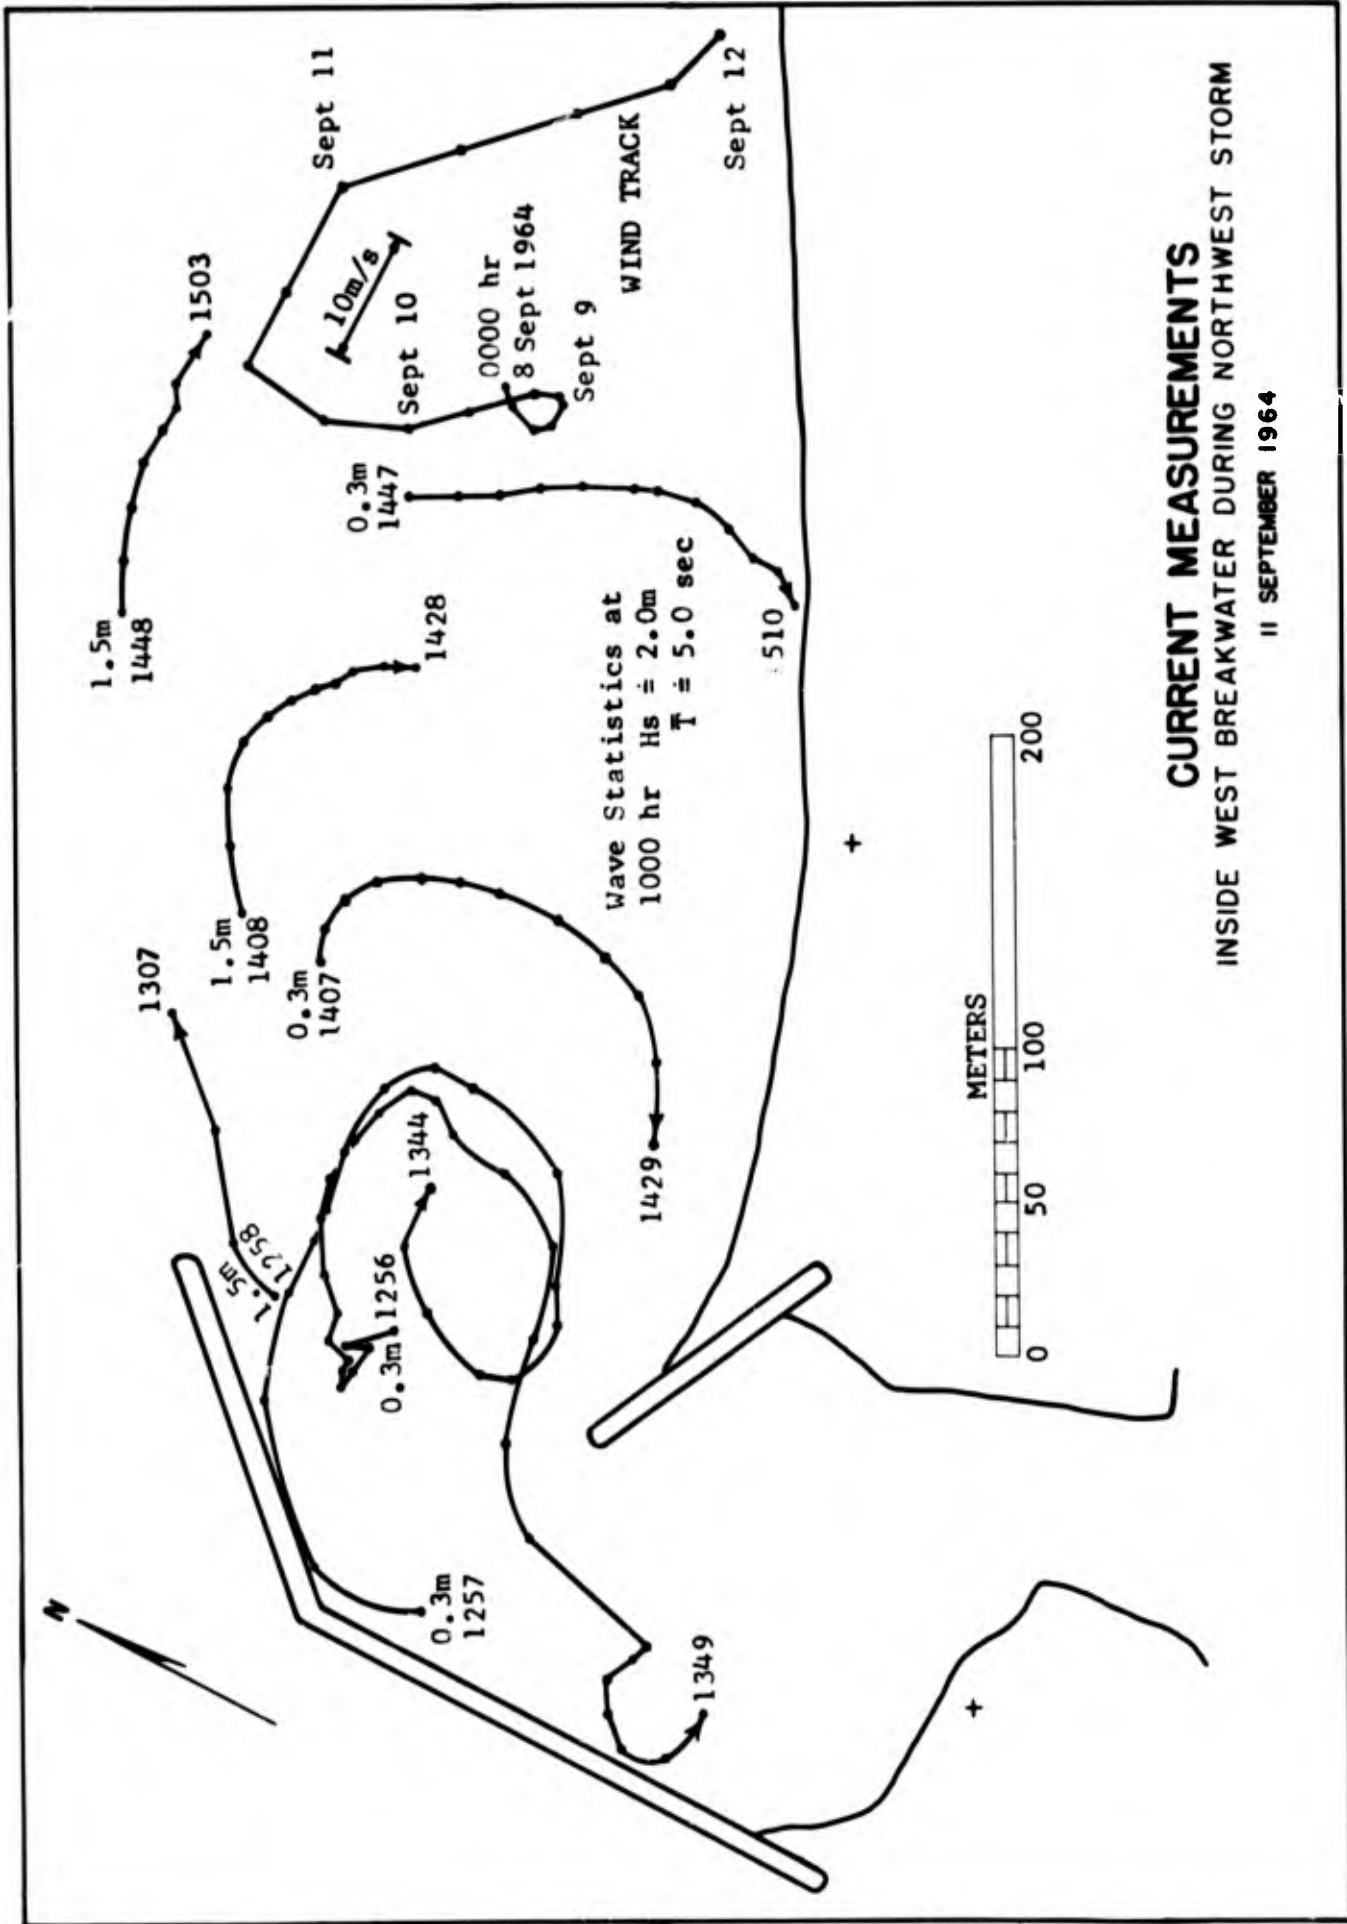 N
1.5m
1448
1503
Sept 11
10m/s
Sept 10
0000 hr
8 Sept 1964
Sept 9
WIND TRACK
Sept 12
0.3m
1447
510
1.5m
1408
1428
1307
0.3m
1407
1429
1.5m
1258
1344
0.3m
1256
0.3m
1257
1349
Wave Statistics at
1000 hr Hs ≐ 2.0m
T̅ ≐ 5.0 sec
METERS
0 50 100 200
CURRENT MEASUREMENTS
INSIDE WEST BREAKWATER DURING NORTHWEST STORM
11 SEPTEMBER 1964